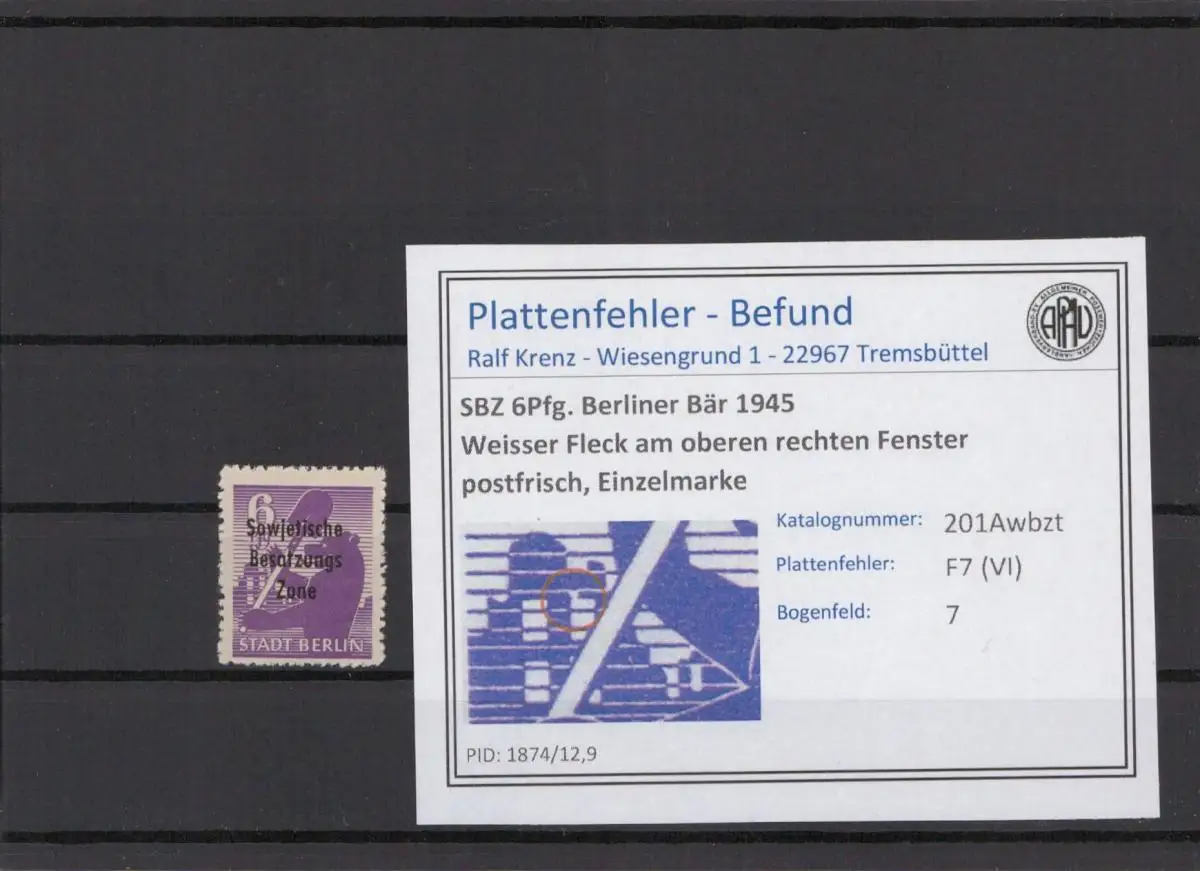 6
Sowjetische
Besatzungs
Zone
STADT BERLIN
Plattenfehler - Befund
Ralf Krenz - Wiesengrund 1 - 22967 Tremsbüttel
APHV
SBZ 6Pfg. Berliner Bär 1945
Weisser Fleck am oberen rechten Fenster
postfrisch, Einzelmarke
Katalognummer: 201Awbzt
Plattenfehler: F7 (VI)
Bogenfeld: 7
PID: 1874/12,9